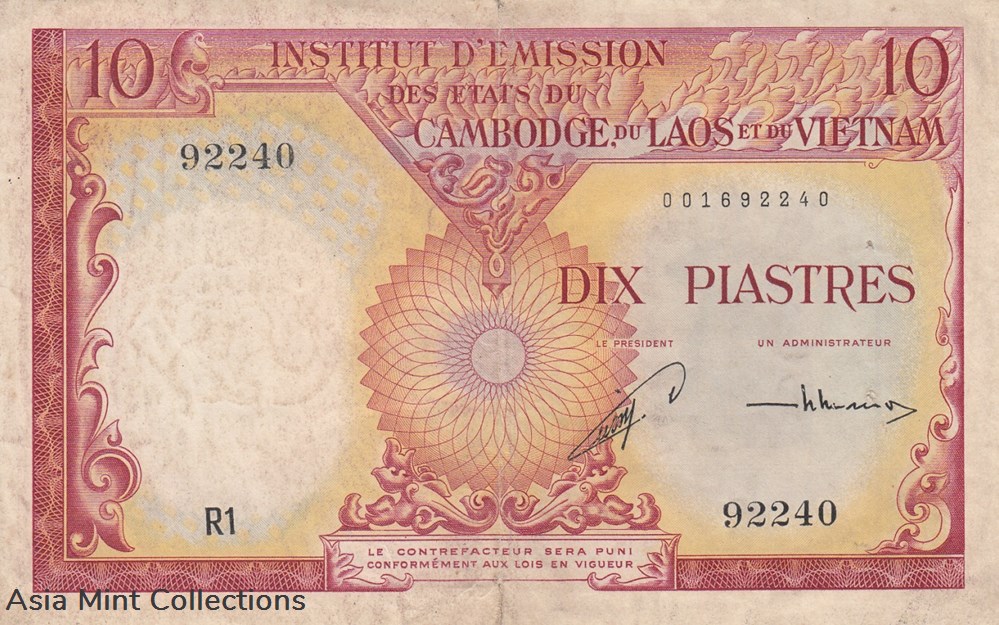 10 INSTITUT D'EMISSION 10
DES ETATS DU
CAMBODGE, DU LAOS ET DU VIETNAM
92240
001692240
DIX PIASTRES
LE PRESIDENT UN ADMINISTRATEUR
R1
92240
LE CONTREFACTEUR SERA PUNI
CONFORMÉMENT AUX LOIS EN VIGUEUR
Asia Mint Collections